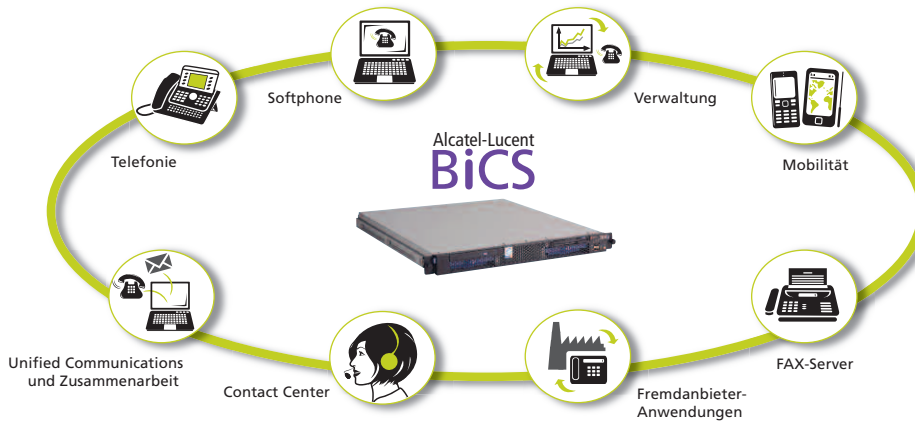 Softphone
Verwaltung
Telefonie
Mobilität
Alcatel-Lucent
BiCS
Unified Communications
und Zusammenarbeit
Contact Center
Fremdanbieter-
Anwendungen
FAX-Server